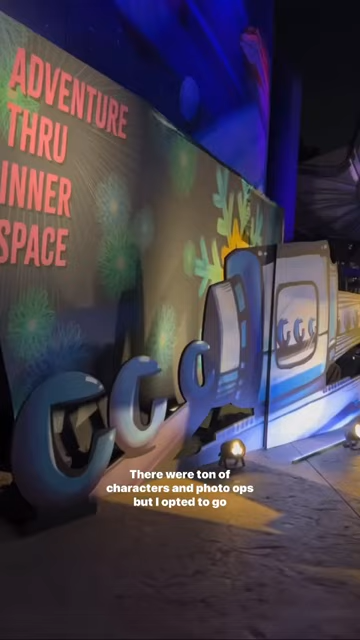 ADVENTURE
THRU
INNER
SPACE
There were ton of
characters and photo ops
but I opted to go